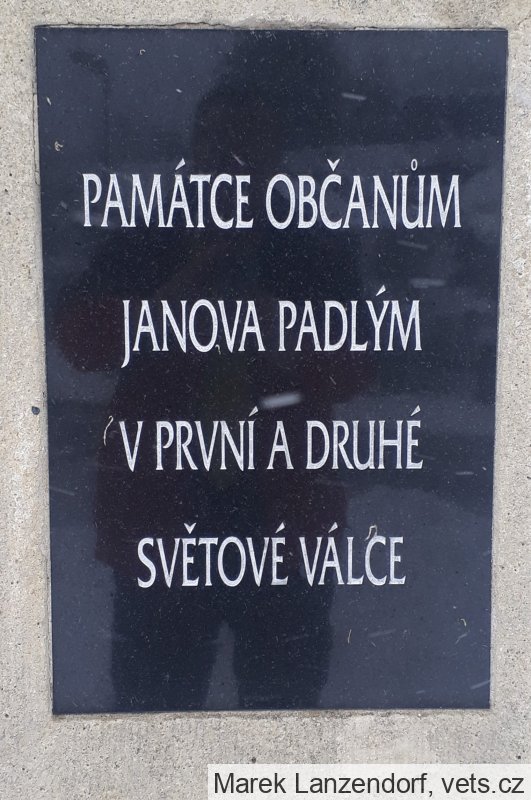 PAMÁTCE OBČANŮM
JANOVA PADLÝM
V PRVNÍ A DRUHÉ
SVĚTOVÉ VÁLCE
Marek Lanzendorf, vets.cz